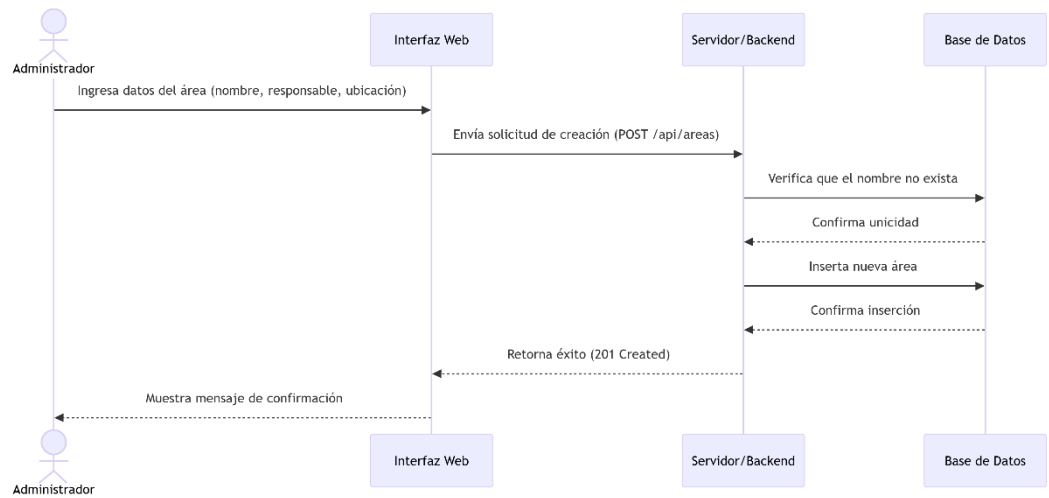 Administrador
Interfaz Web
Servidor/Backend
Base de Datos
Ingresa datos del área (nombre, responsable, ubicación)
Envía solicitud de creación (POST /api/areas)
Verifica que el nombre no exista
Confirma unicidad
Inserta nueva área
Confirma inserción
Retorna éxito (201 Created)
Muestra mensaje de confirmación
Administrador
Interfaz Web
Servidor/Backend
Base de Datos